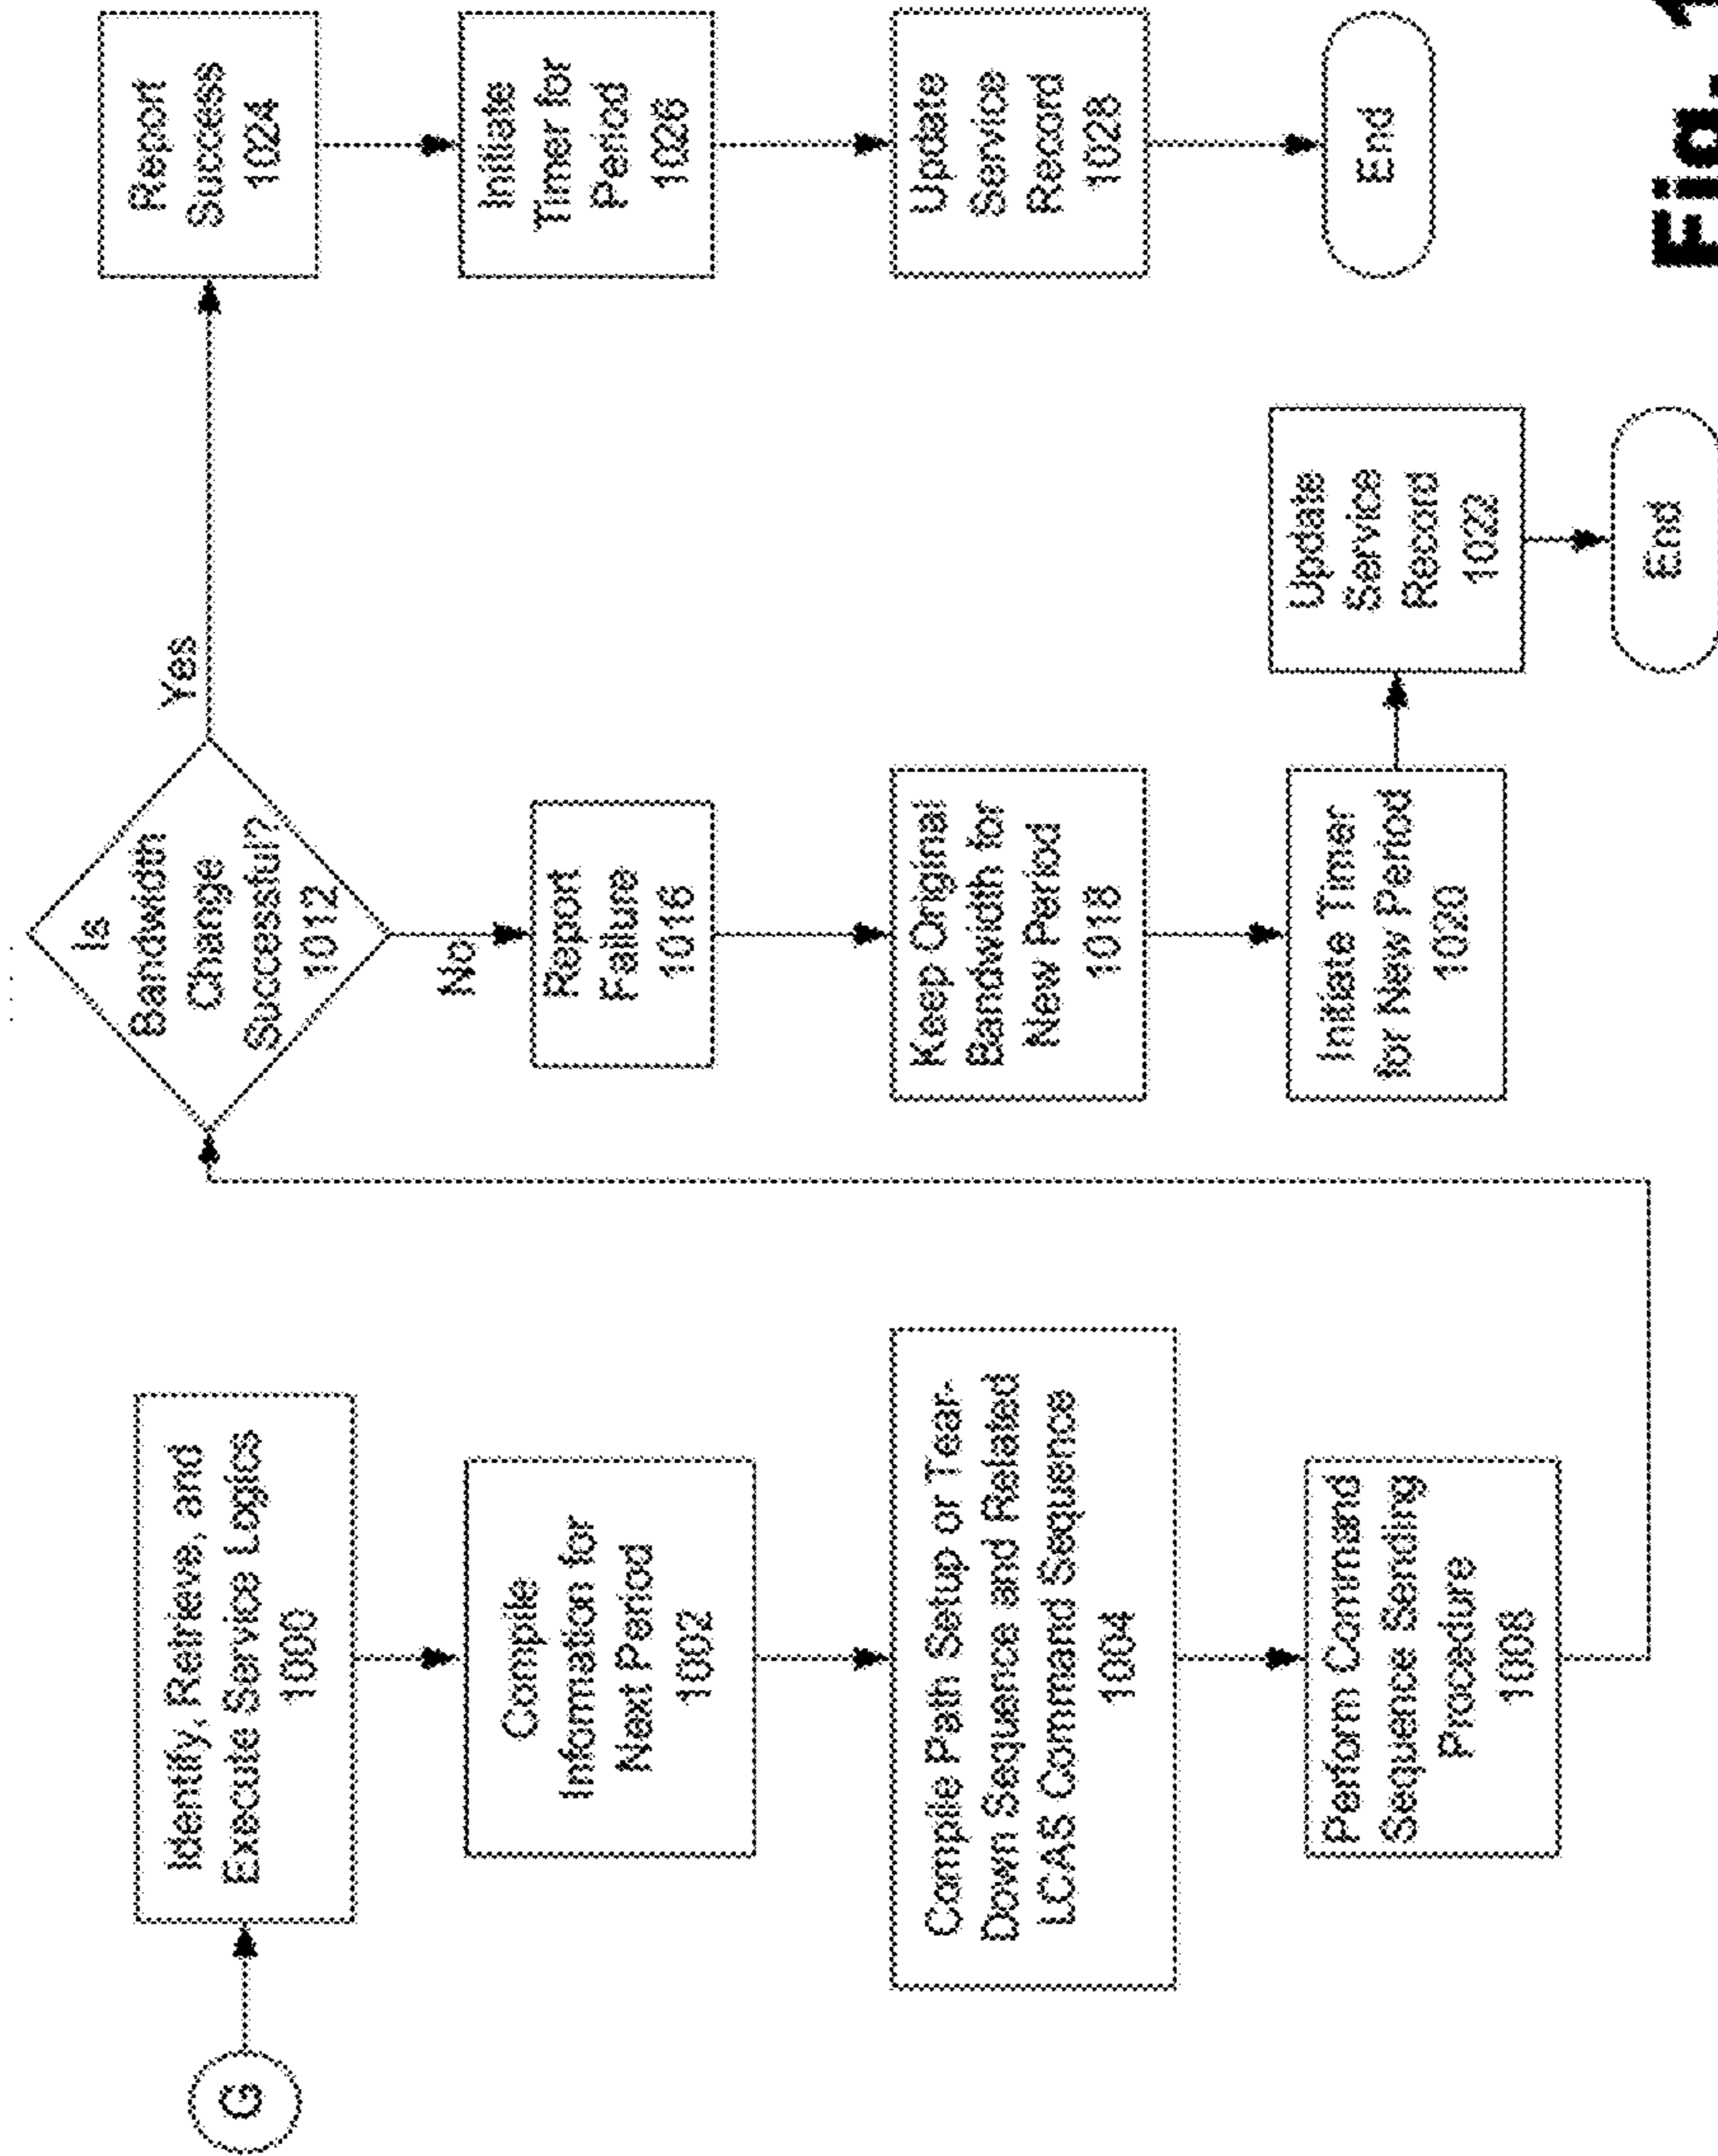 G
Identify, Retrieve, and
Execute Service Logics
1000
Compile
Information for
Next Period
1002
Compile Path Setup or Tear-
Down Sequence and Related
LCAS Command Sequence
1004
Perform Command
Sequence Sending
Procedure
1008
Is
Bandwidth
Change
Successful?
1012
No
Yes
Report
Failure
1016
Keep Original
Bandwidth for
New Period
1018
Initiate Timer
for New Period
1020
Update
Service
Record
1022
End
Report
Success
1024
Initiate
Timer for
Period
1026
Update
Service
Record
1028
End
Fig.